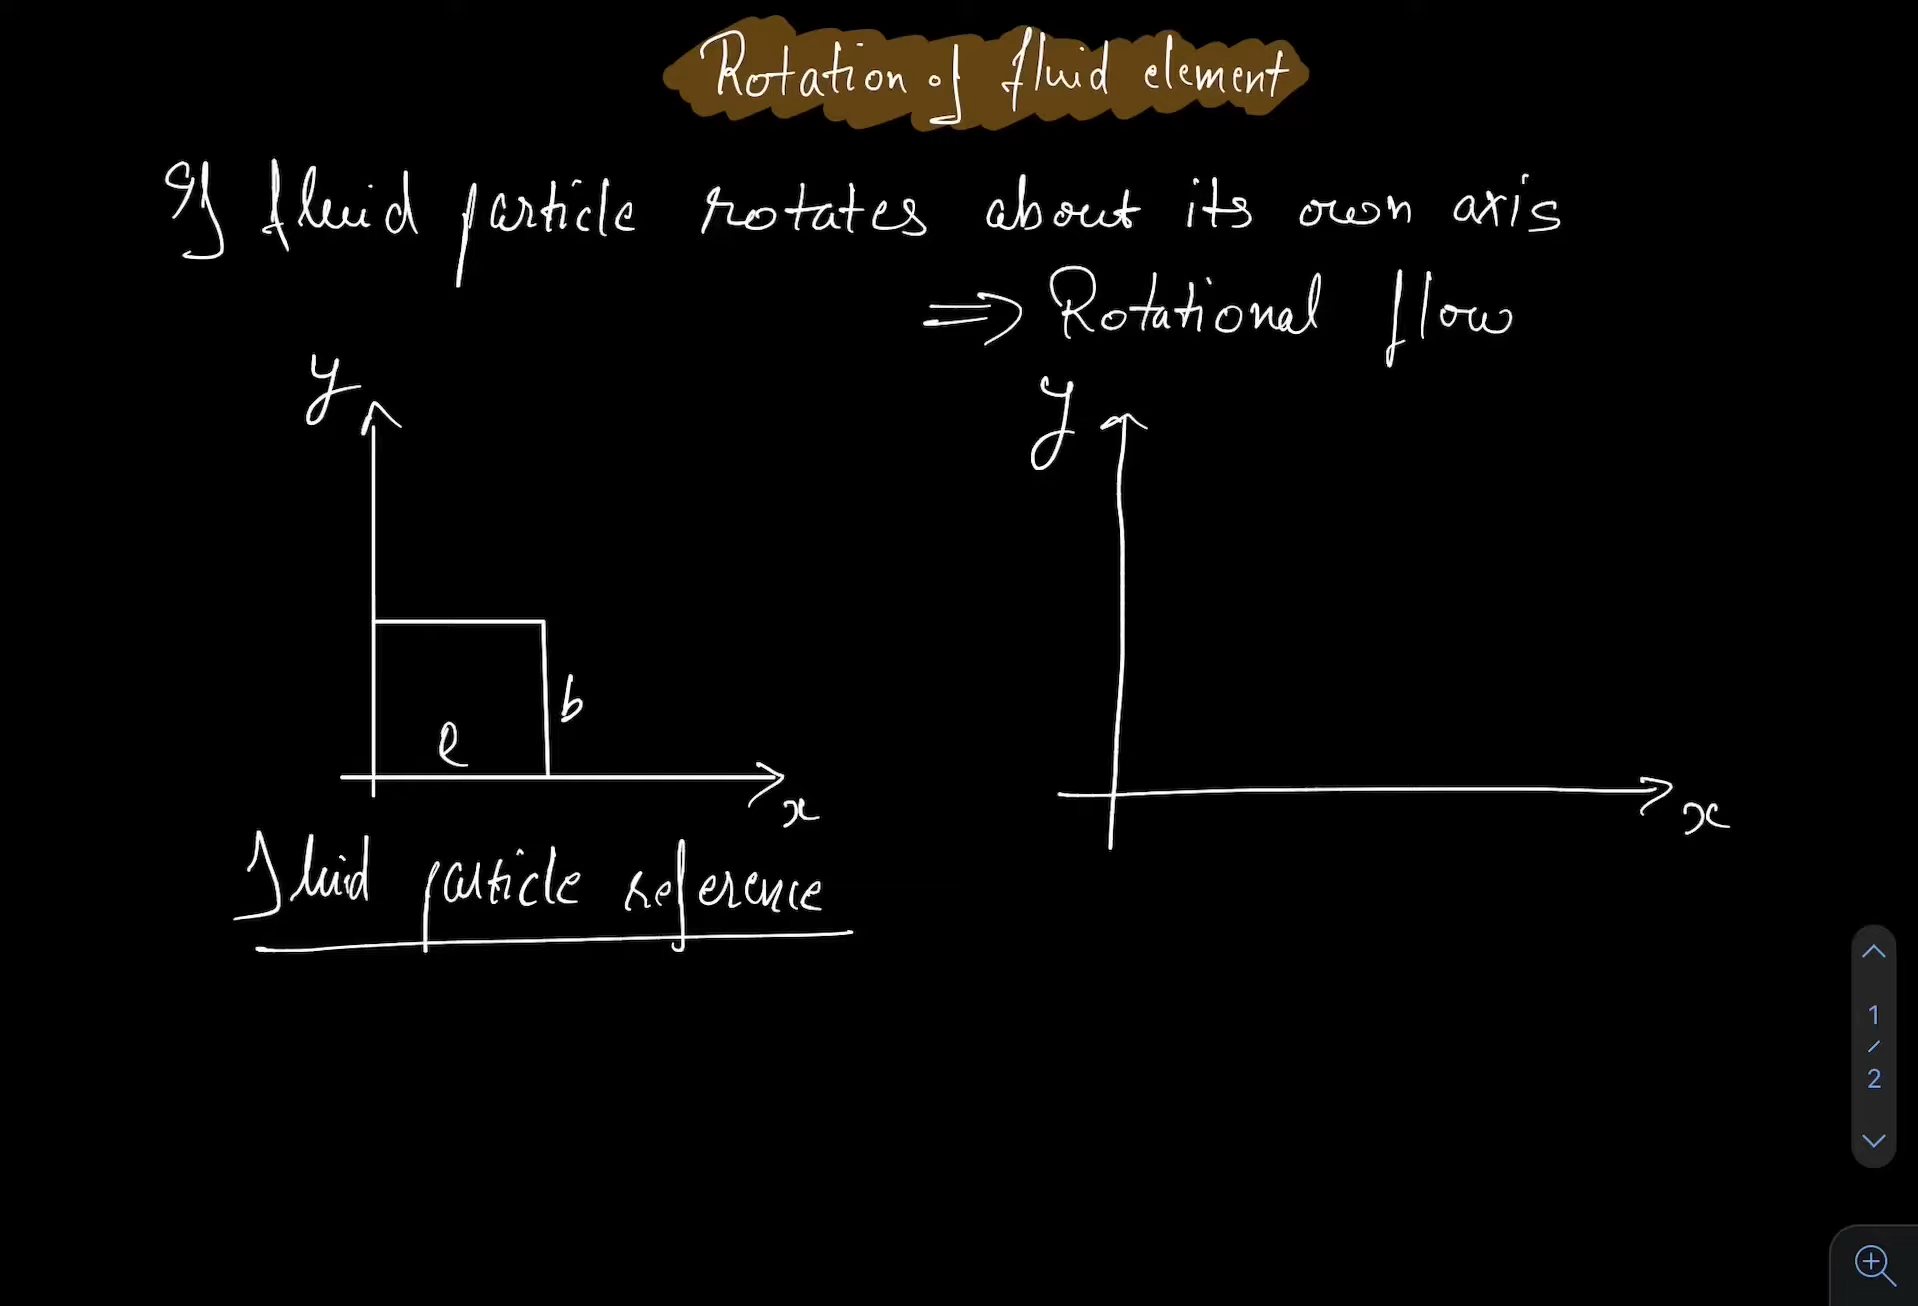 Rotation of fluid element
If fluid particle rotates about its own axis
⇒ Rotational flow
y
y
b
l
x
x
Fluid particle reference
1
/
2